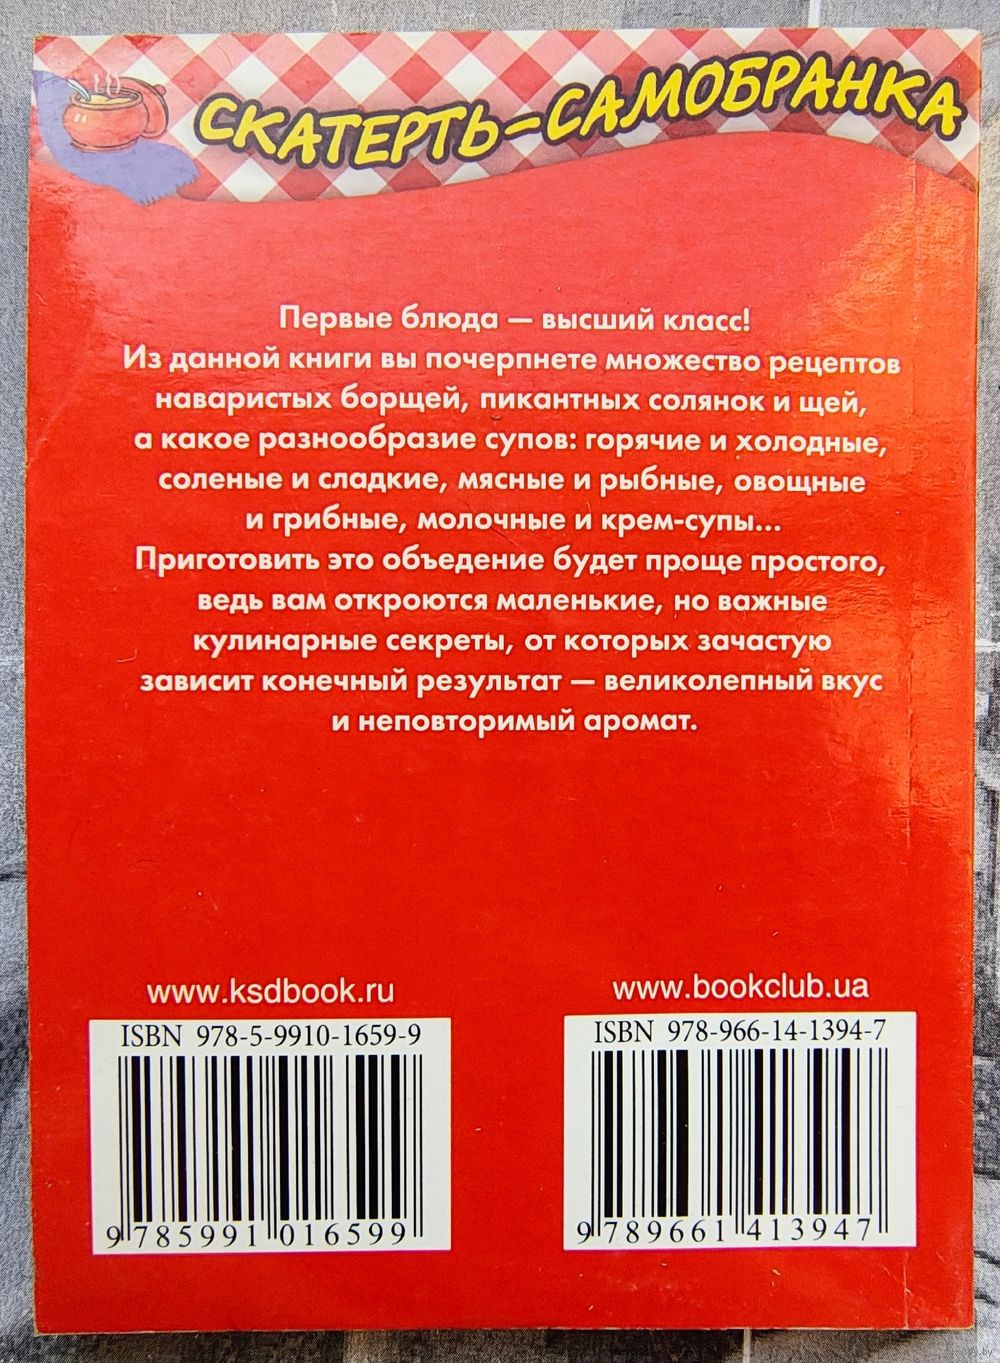 СКАТЕРТЬ-САМОБРАНКА
Первые блюда — высший класс!
Из данной книги вы почерпнете множество рецептов
наваристых борщей, пикантных солянок и щей,
а какое разнообразие супов: горячие и холодные,
соленые и сладкие, мясные и рыбные, овощные
и грибные, молочные и крем-супы...
Приготовить это объедение будет проще простого,
ведь вам откроются маленькие, но важные
кулинарные секреты, от которых зачастую
зависит конечный результат — великолепный вкус
и неповторимый аромат.
www.ksdbook.ru
ISBN 978-5-9910-1659-9
9 785991 016599
www.bookclub.ua
ISBN 978-966-14-1394-7
9 789661 413947